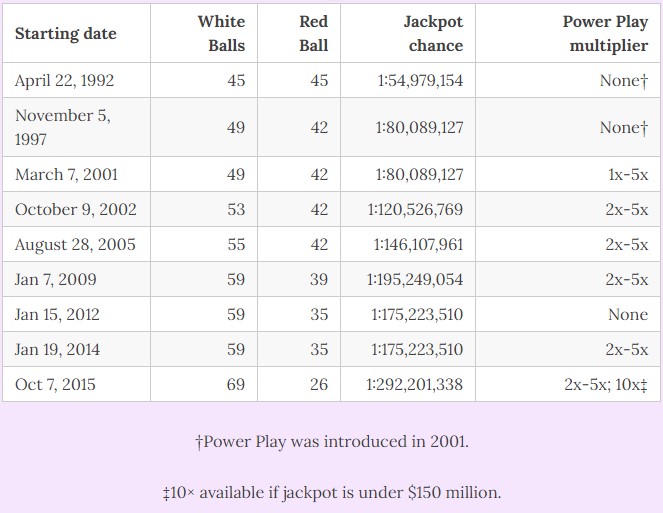 Starting date White Balls Red Ball Jackpot chance Power Play multiplier
April 22, 1992 45 45 1:54,979,154 None†
November 5, 1997 49 42 1:80,089,127 None†
March 7, 2001 49 42 1:80,089,127 1x-5x
October 9, 2002 53 42 1:120,526,769 2x-5x
August 28, 2005 55 42 1:146,107,961 2x-5x
Jan 7, 2009 59 39 1:195,249,054 2x-5x
Jan 15, 2012 59 35 1:175,223,510 None
Jan 19, 2014 59 35 1:175,223,510 2x-5x
Oct 7, 2015 69 26 1:292,201,338 2x-5x; 10x‡
†Power Play was introduced in 2001.
‡10× available if jackpot is under $150 million.